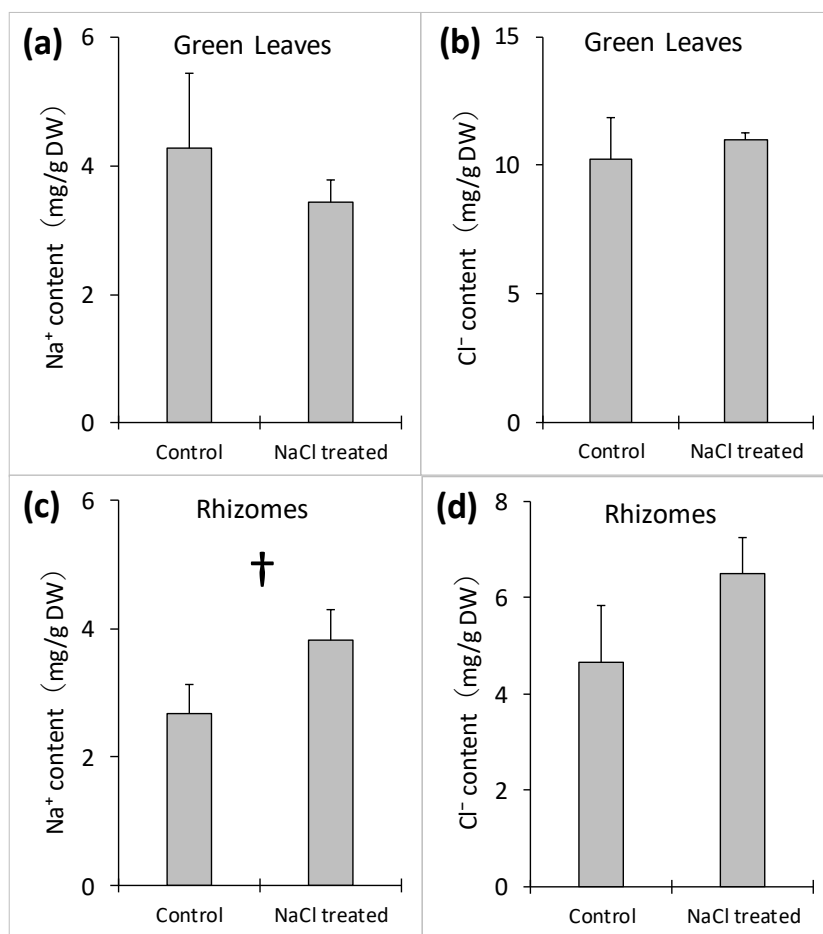 (a)
Green Leaves
Na⁺ content（mg/g DW）
6
4
2
0
Control
NaCl treated
(b)
Green Leaves
Cl⁻ content（mg/g DW）
15
10
5
0
Control
NaCl treated
(c)
Rhizomes
†
Na⁺ content（mg/g DW）
6
4
2
0
Control
NaCl treated
(d)
Rhizomes
Cl⁻ content（mg/g DW）
8
6
4
2
0
Control
NaCl treated